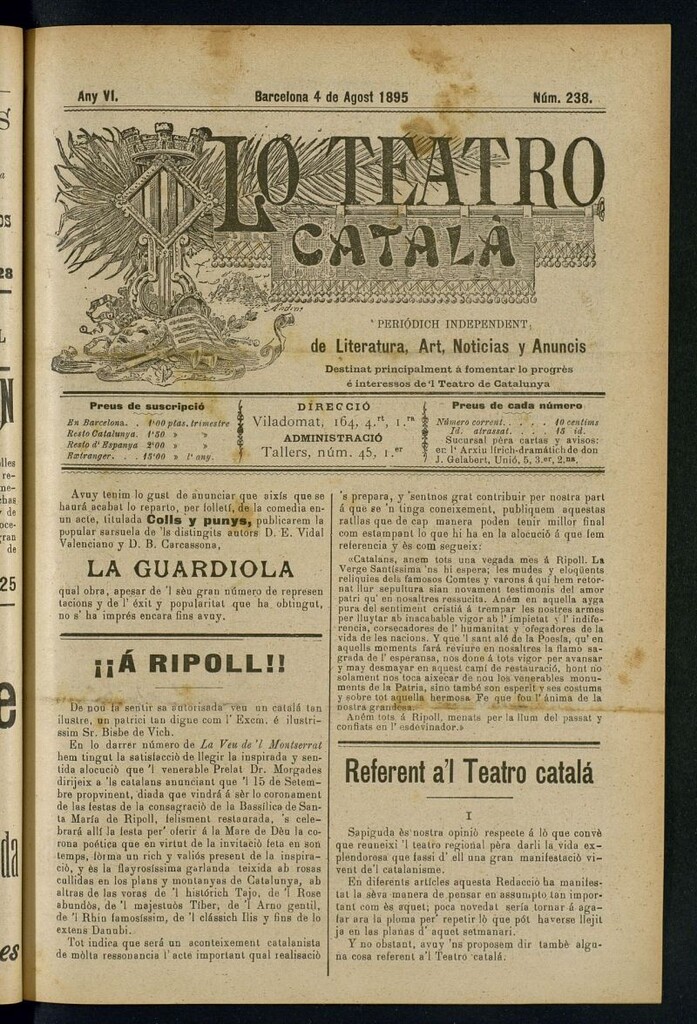 Any VI.
Barcelona 4 de Agost 1895
Núm. 238.
LO TEATRO
CATALÀ
PERIÓDICH INDEPENDENT,
de Literatura, Art, Noticias y Anuncis
Destinat principalment á fomentar lo progrès
é interessos de'l Teatro de Catalunya
Preus de suscripció
En Barcelona. . 1'00 ptas. trimestre
Resto Catalunya. 1'50 » »
Resto d'Espanya 2'00 » »
Estranger. . . 15'00 » l'any.
DIRECCIÓ
Viladomat, 164, 4.rt, 1.ra
ADMINISTRACIÓ
Tallers, núm. 45, 1.er
Preus de cada número
Número corrent. . . . . 10 céntims
Id. atrassat. . . . . 15 id.
Sucursal péra cartas y avisos:
en l'Arxiu lírich-dramátich de don
J. Gelabert, Unió, 5, 3.er, 2.na.
Avuy tenim lo gust de anunciar que aixís que se
haurá acabat lo reparto, per folletí, de la comedia en
un acte, titulada Colls y punys, publicarem la
popular sarsuela de 'ls distingits autors D. E. Vidal
Valenciano y D. B. Carcassona,
LA GUARDIOLA
qual obra, apesar de 'l sèu gran número de represen
tacions y de l' éxit y popularitat que ha obtingut,
no s' ha imprés encara fins avuy.
¡¡Á RIPOLL!!
De nou fa sentir sa autorisada veu un catalá tan
ilustre, un patrici tan digne com l' Excm. é ilustrí-
ssim Sr. Bisbe de Vich.
En lo darrer número de La Veu de 'l Montserrat
hem tingut la satisfacció de llegir la inspirada y sen-
tida alocució que 'l venerable Prelat Dr. Morgades
dirijeix a 'ls catalans anunciant que 'l 15 de Setem-
bre propvinent, diada que vindrá á sér lo coronament
de las festas de la consagració de la Bassílica de San-
ta María de Ripoll, felisment restaurada, 's cele-
brará allí la festa per' oferir á la Mare de Dèu la co-
rona poética que en virtut de la invitació feta en son
temps, forma un rich y valiós present de la inspira-
ció, y és la flayrosíssima garlanda teixida ab rosas
cullidas en los plans y montanyas de Catalunya, ab
altras de las voras de 'l histórich Tajo, de 'l Rose
abundòs, de 'l majestuòs Tíber, de 'l Arno gentil,
de 'l Rhin famosíssim, de 'l clássich Ilis y fins de lo
extens Danubi.
Tot indica que será un aconteixement catalanista
de mòlta ressonancia l' acte important qual realisació
's prepara, y 'sentnos grat contribuir per nostra part
á que se 'n tinga coneixement, publiquem aquestas
ratllas que de cap manera poden tenir millor final
com estampant lo que hi ha en la alocució á que fem
referencia y és com segueix:
«Catalans, anem tots una vegada més á Ripoll. La
Verge Santíssima 'ns hi espera; les mudes y eloqüents
reliquies dels famosos Comtes y varons á qui hem retor-
nat llur sepultura sian novament testimonis del amor
patri qu' en nosaltres ressucita. Aném en aquella ayga
pura del sentiment cristiá á trempar les nostres armes
per lluytar ab inacabable vigor ab l' impietat y l' indife-
rencia, corsecadores de l' humanitat y ofegadores de la
vida de les nacions. Y que 'l sant alé de la Poesía, qu' en
aquells moments fará reviure en nosaltres la flamo sa-
grada de l' esperansa, nos done á tots vigor per avansar
y may desmayar en aquest camí de restauració, hont no
solament nos toca aixecar de nou los venerables monu-
ments de la Patria, sino també son esperit y ses costums
y sobre tot aquella hermosa Fe que fou l' ánima de la
nostra grandesa.
Aném tots á Ripoll, menats per la llum del passat y
confiats en l' esdevinador.»
Referent a'l Teatro catalá
I
Sapiguda és nostra opinió respecte á lò que convè
que reuneixi 'l teatro regional péra darli la vida ex-
plendorosa que fassi d' ell una gran manifestació vi-
vent de'l catalanisme.
En diferents artícles aquesta Redacció ha manifes-
tat la sèva manera de pensar en assumpto tan impor-
tant com és aquet; poca novedat sería tornar á aga-
far ara la ploma per' repetir lò que pót haverse llejit
ja en las planas d' aquet setmanari.
Y no obstant, avuy 'ns proposem dir també algu-
na cosa referent a'l Teatro catalá.